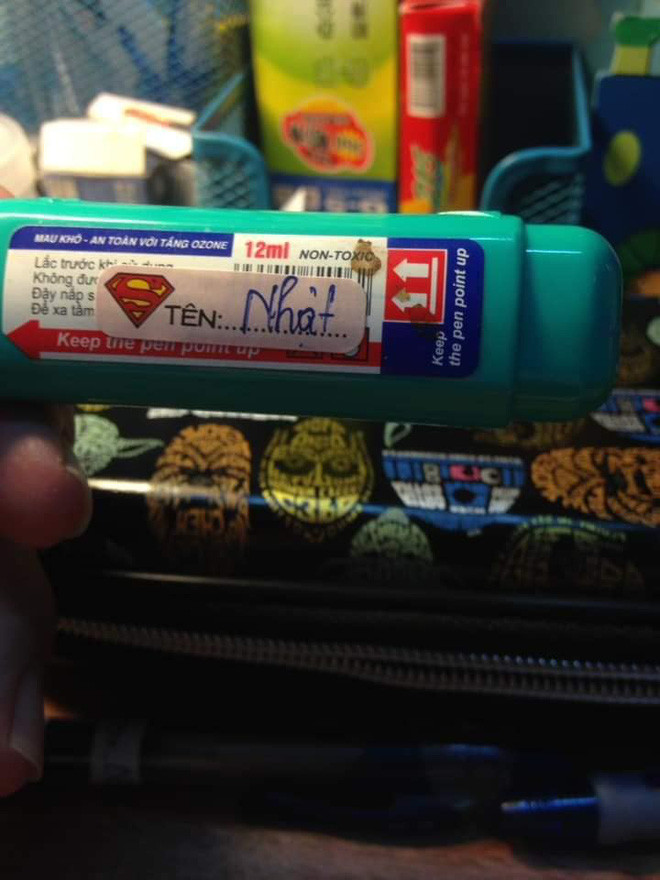 MAU KHÔ - AN TOÀN VỚI TẦNG OZONE
12ml NON-TOXIC
Lắc trước khi sử dụng
Không
Đậy nắp
Để xa tầm
TÊN:..Nhật..
Keep the pen point up
Keep
the pen point up